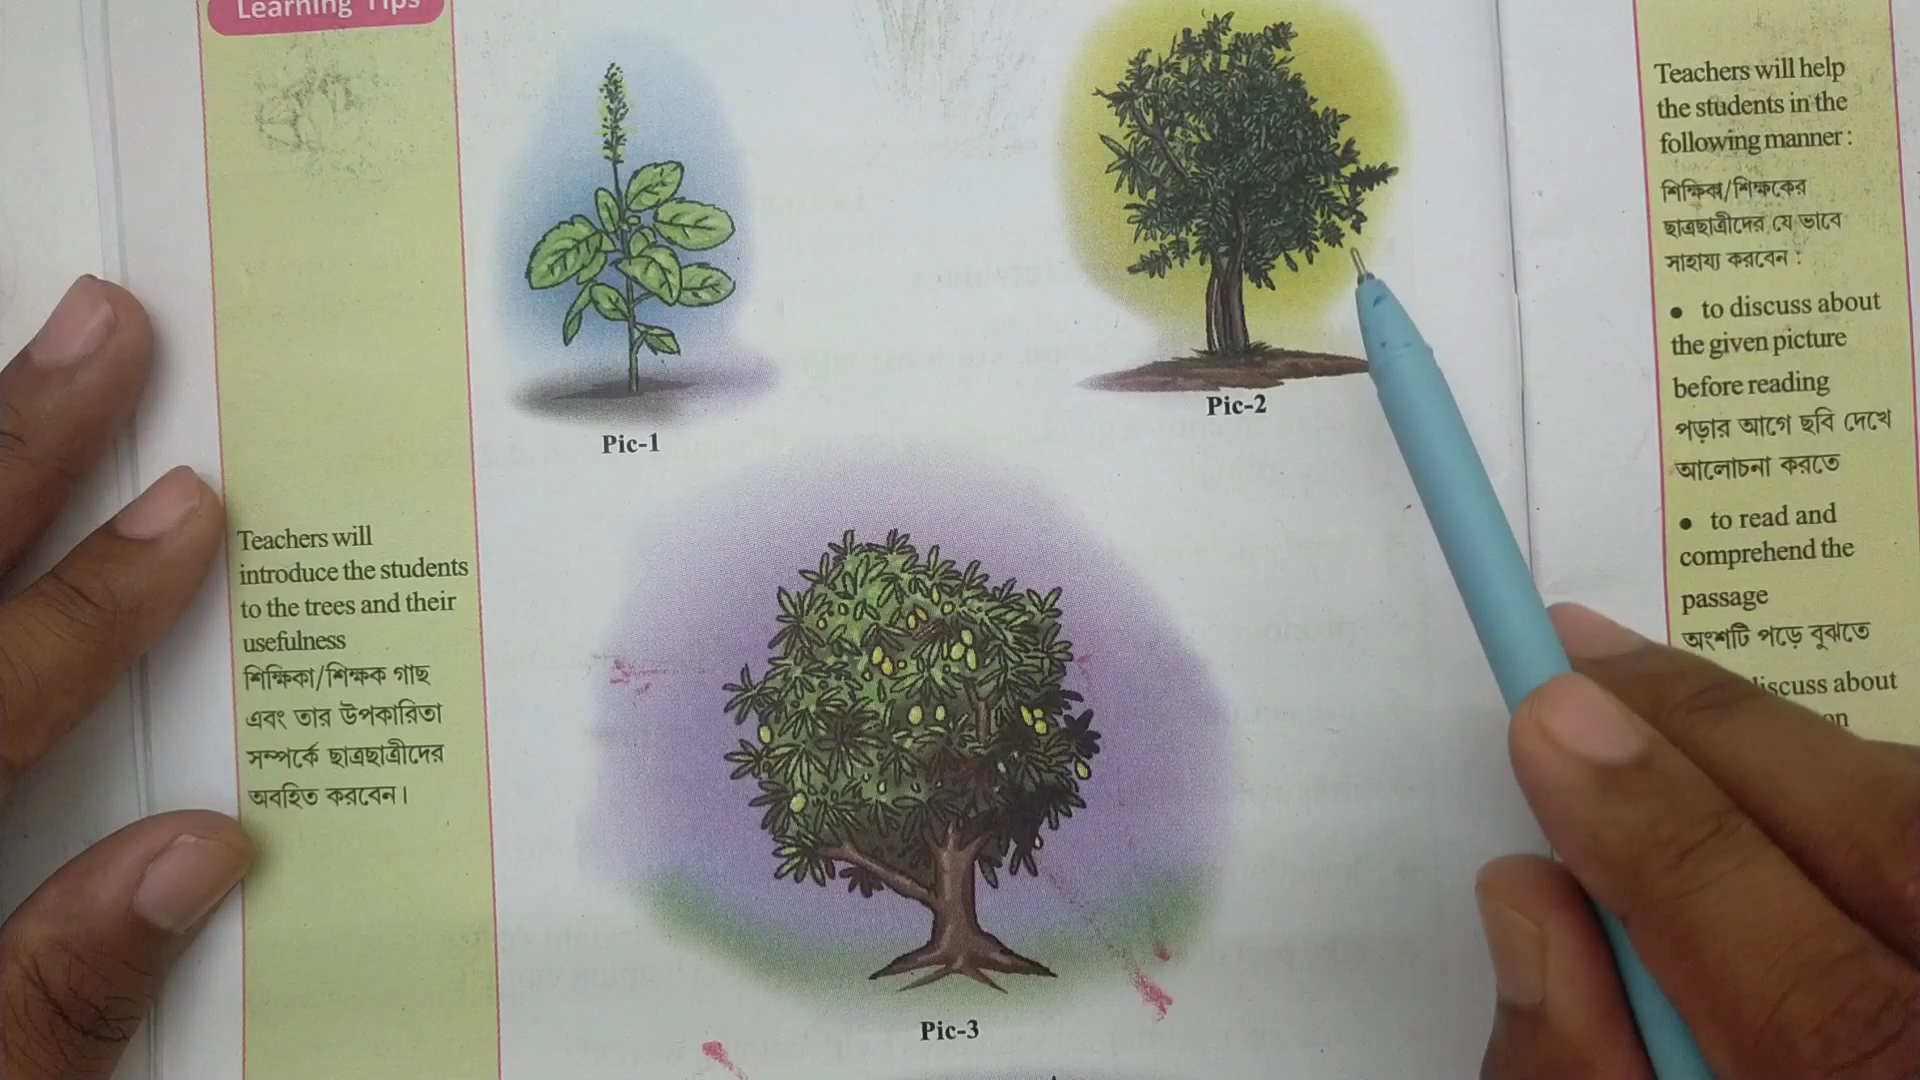 Learning Tips
Pic-1
Pic-2
Teachers will
introduce the students
to the trees and their
usefulness
শিক্ষিকা/শিক্ষক গাছ
এবং তার উপকারিতা
সম্পর্কে ছাত্রছাত্রীদের
অবহিত করবেন।
Pic-3
Teachers will help
the students in the
following manner :
শিক্ষিকা/শিক্ষকের
ছাত্রছাত্রীদের যে ভাবে
সাহায্য করবেন :
• to discuss about
the given picture
before reading
পড়ার আগে ছবি দেখে
আলোচনা করতে
• to read and
comprehend the
passage
অংশটি পড়ে বুঝতে
discuss about